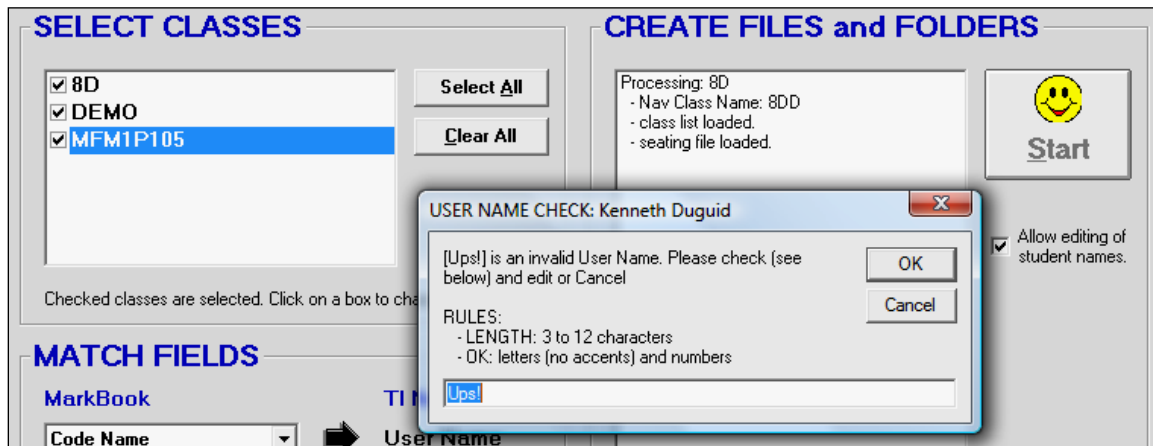 SELECT CLASSES
8D
DEMO
MFM1P105
Select All
Clear All
Checked classes are selected. Click on a box to cha
CREATE FILES and FOLDERS
Processing: 8D
- Nav Class Name: 8DD
- class list loaded.
- seating file loaded.
Start
Allow editing of
student names.
USER NAME CHECK: Kenneth Duguid
[Ups!] is an invalid User Name. Please check (see
below) and edit or Cancel
RULES:
- LENGTH: 3 to 12 characters
- OK: letters (no accents) and numbers
OK
Cancel
Ups!
MATCH FIELDS
MarkBook
TI N
Code Name
User Name